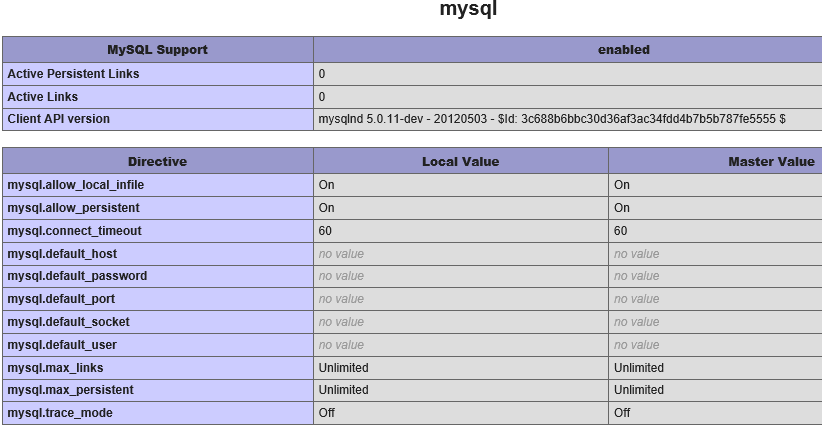 mysql
MySQL Support enabled
Active Persistent Links 0
Active Links 0
Client API version mysqlnd 5.0.11-dev - 20120503 - $Id: 3c688b6bbc30d36af3ac34fdd4b7b5b787fe5555 $
Directive Local Value Master Value
mysql.allow_local_infile On On
mysql.allow_persistent On On
mysql.connect_timeout 60 60
mysql.default_host no value no value
mysql.default_password no value no value
mysql.default_port no value no value
mysql.default_socket no value no value
mysql.default_user no value no value
mysql.max_links Unlimited Unlimited
mysql.max_persistent Unlimited Unlimited
mysql.trace_mode Off Off